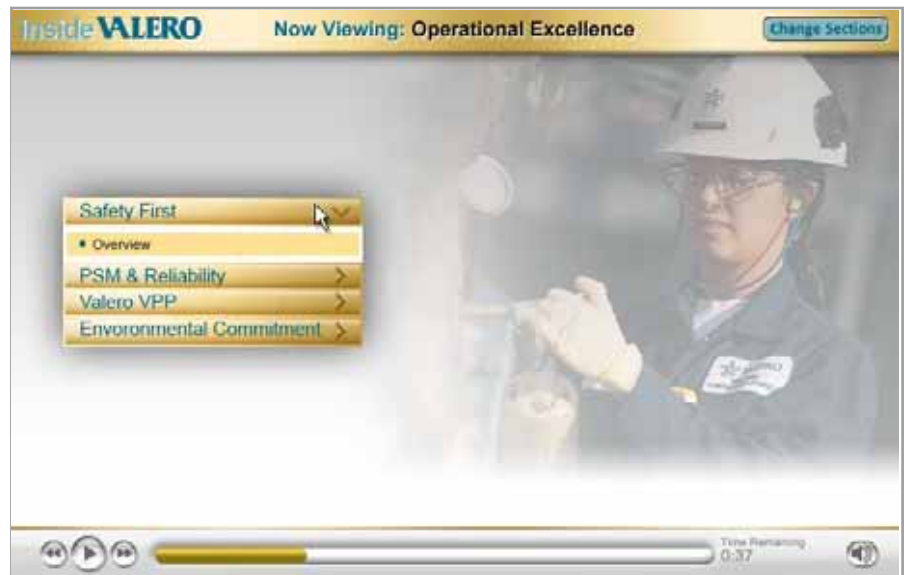 Inside VALERO
Now Viewing: Operational Excellence
Change Sections
Safety First
• Overview
PSM & Reliability
Valero VPP
Envoronmental Commitment
VALERO
Time Remaining
0:37